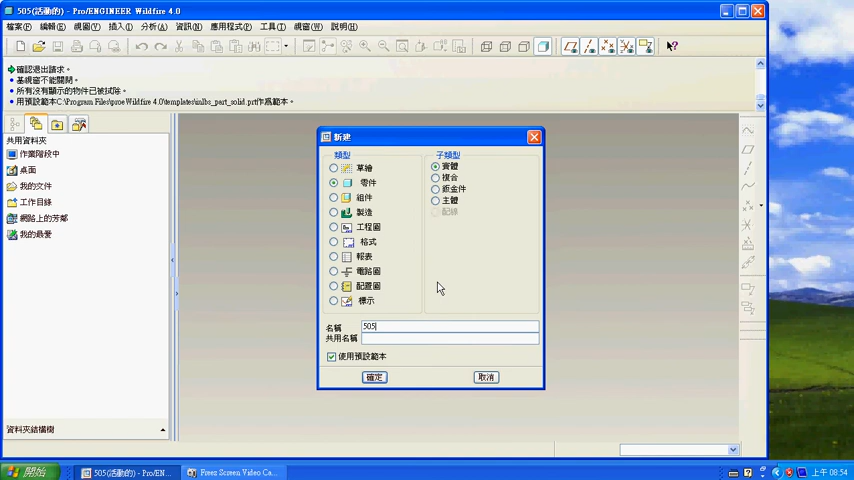 505(活動的) - Pro/ENGINEER Wildfire 4.0
檔案(F) 編輯(E) 視圖(V) 插入(I) 分析(A) 資訊(N) 應用程式(P) 工具(T) 視窗(W) 說明(H)
確認退出請求。
基視窗不能關閉。
所有沒有顯示的物件已被拭除。
用預設範本C:\Program Files\proeWildfire 4.0\templates\inlbs_part_solid.prt作為範本。
共用資料夾
作業階段中
桌面
我的文件
工作目錄
網路上的芳鄰
我的最愛
資料夾結構樹
新建
類型
草繪
零件
組件
製造
工程圖
格式
報表
電路圖
配置圖
標示
子類型
實體
複合
鈑金件
主體
配線
名稱 505
共用名稱
使用預設範本
確定 取消
開始 505(活動的) - Pro/EN... Freez Screen Video Ca... 上午 08:54